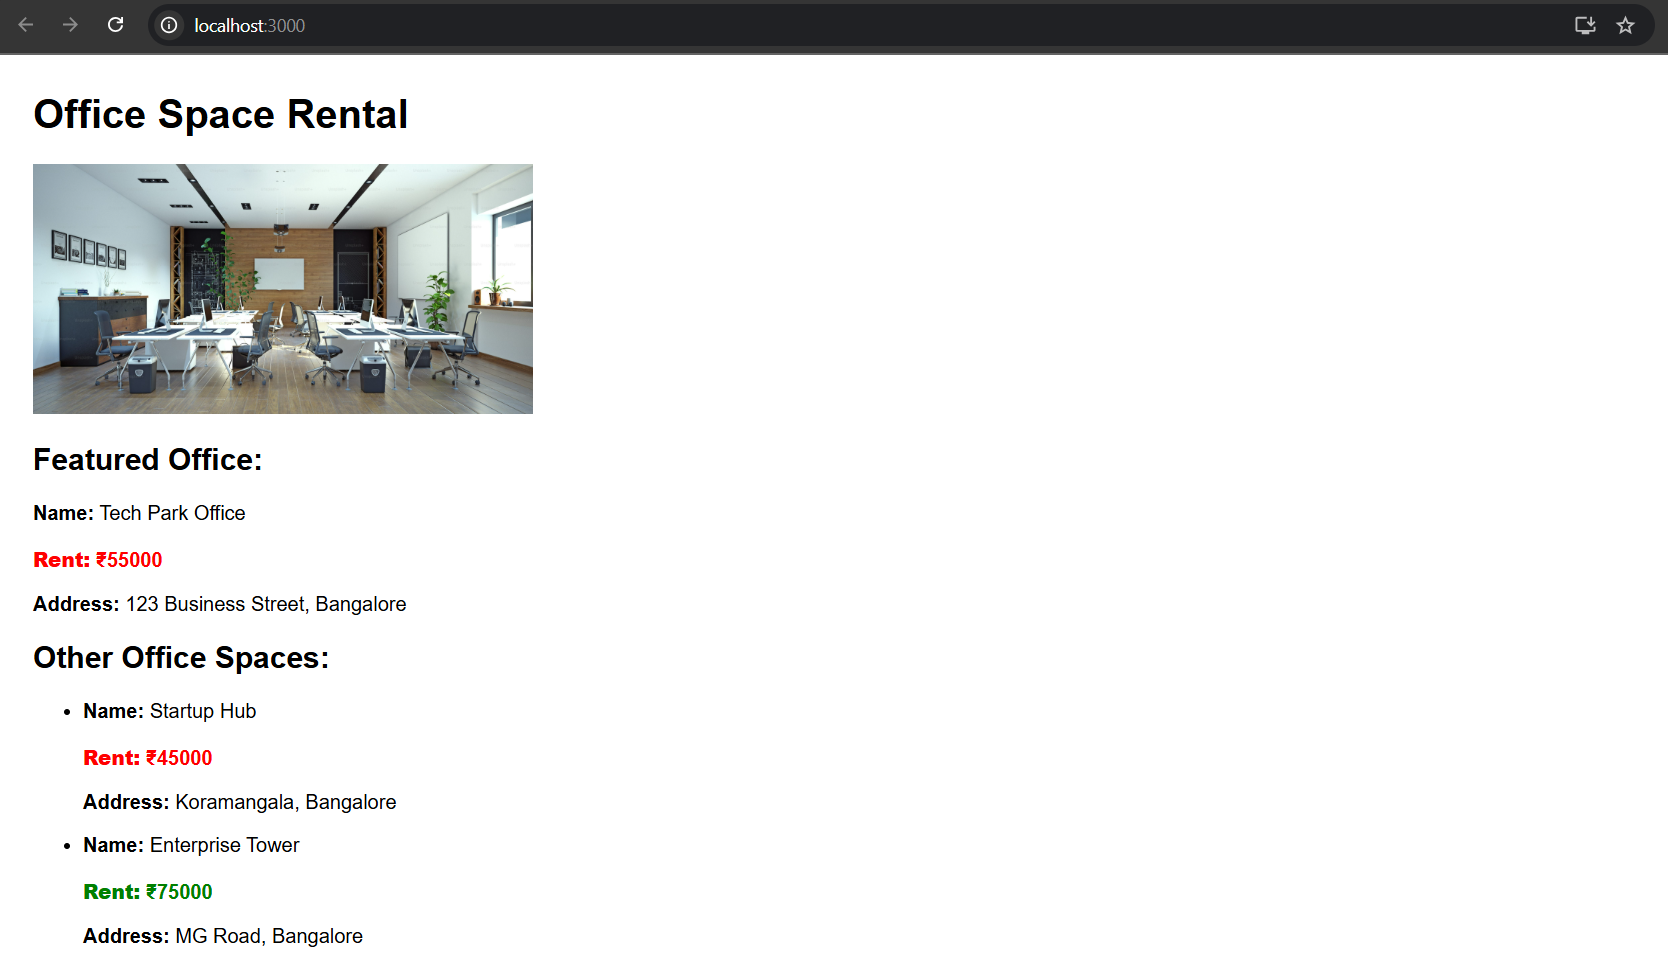 localhost:3000
Office Space Rental
Featured Office:
Name: Tech Park Office
Rent: ₹55000
Address: 123 Business Street, Bangalore
Other Office Spaces:
• Name: Startup Hub
Rent: ₹45000
Address: Koramangala, Bangalore
• Name: Enterprise Tower
Rent: ₹75000
Address: MG Road, Bangalore